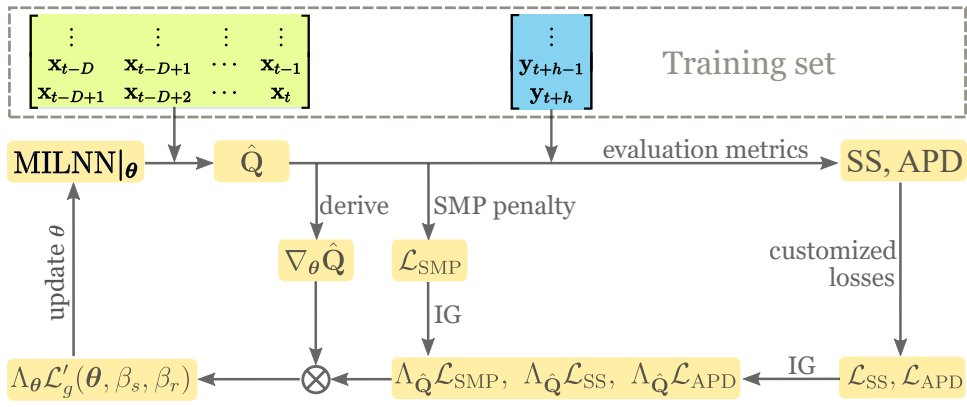 ⋮ ⋮ ⋮ ⋮
x_{t−D} x_{t−D+1} ⋯ x_{t−1}
x_{t−D+1} x_{t−D+2} ⋯ x_t
⋮
y_{t+h−1}
y_{t+h}
Training set
MILNN|_θ
Q̂
evaluation metrics
SS, APD
derive
SMP penalty
update θ
∇_θ Q̂
ℒ_SMP
customized
losses
IG
Λ_θ ℒ′_g(θ, β_s, β_r)
⊗
Λ_Q̂ ℒ_SMP, Λ_Q̂ ℒ_SS, Λ_Q̂ ℒ_APD
IG
ℒ_SS, ℒ_APD